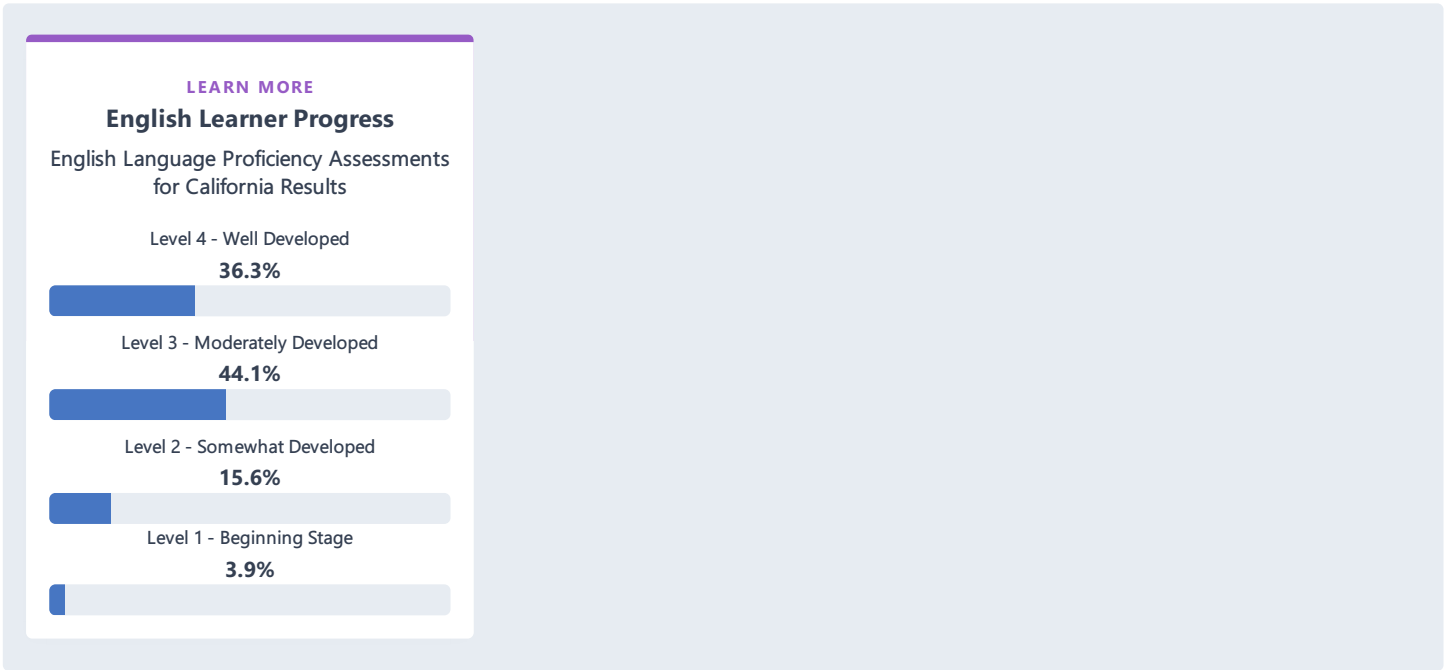 LEARN MORE
English Learner Progress
English Language Proficiency Assessments
for California Results
Level 4 - Well Developed
36.3%
Level 3 - Moderately Developed
44.1%
Level 2 - Somewhat Developed
15.6%
Level 1 - Beginning Stage
3.9%